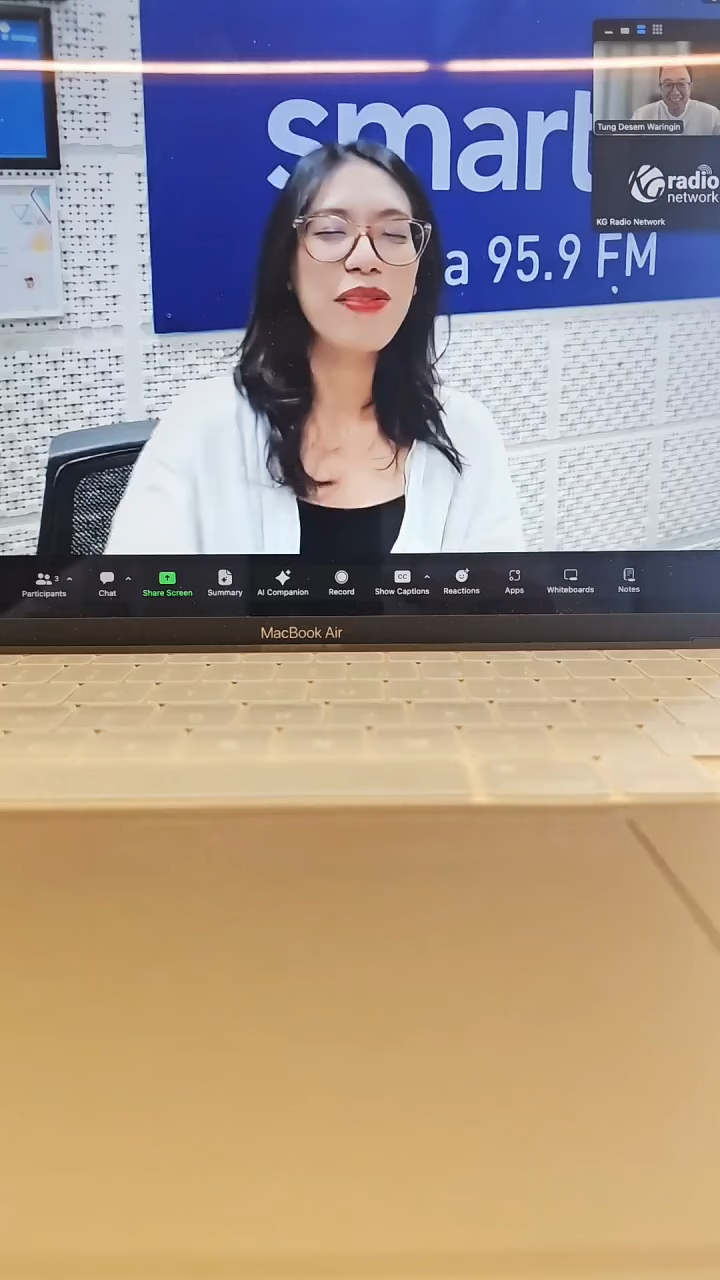 smart
a 95.9 FM
Tung Desem Waringin
KG radio
network
KG Radio Network
Participants
3
Chat
Share Screen
Summary
AI Companion
Record
CC
Show Captions
Reactions
Apps
Whiteboards
Notes
MacBook Air